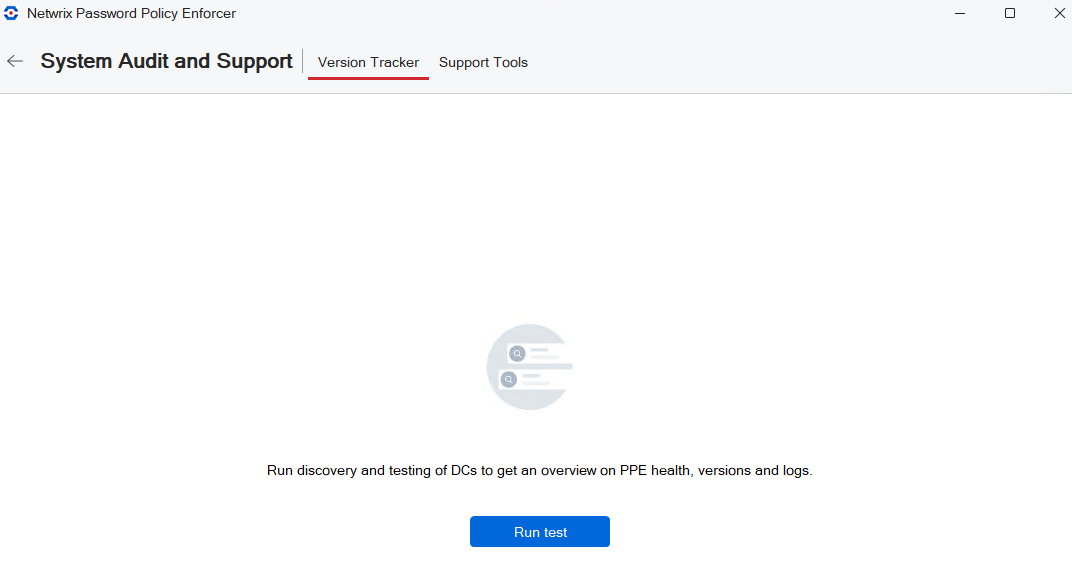 Netwrix Password Policy Enforcer
System Audit and Support Version Tracker Support Tools
Run discovery and testing of DCs to get an overview on PPE health, versions and logs.
Run test